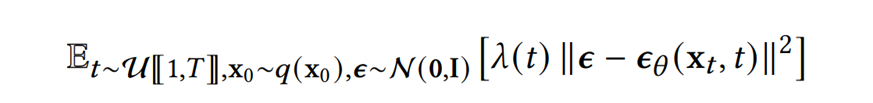 𝔼_{t∼𝒰⟦1,T⟧,𝐱₀∼q(𝐱₀),𝝐∼𝒩(𝟎,𝐈)} [λ(t) ‖𝝐 − 𝝐_θ(𝐱_t, t)‖²]